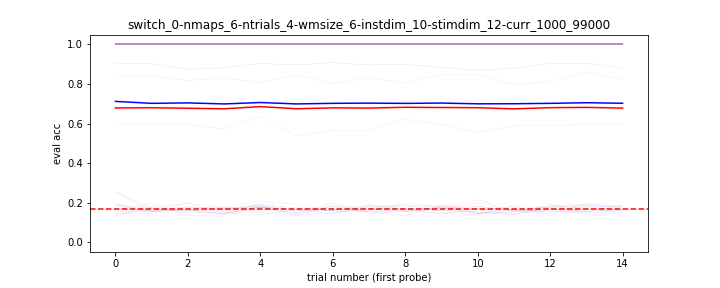 switch_0-nmaps_6-ntrials_4-wmsize_6-instdim_10-stimdim_12-curr_1000_99000
1.0
0.8
0.6
0.4
0.2
0.0
eval acc
0 2 4 6 8 10 12 14
trial number (first probe)